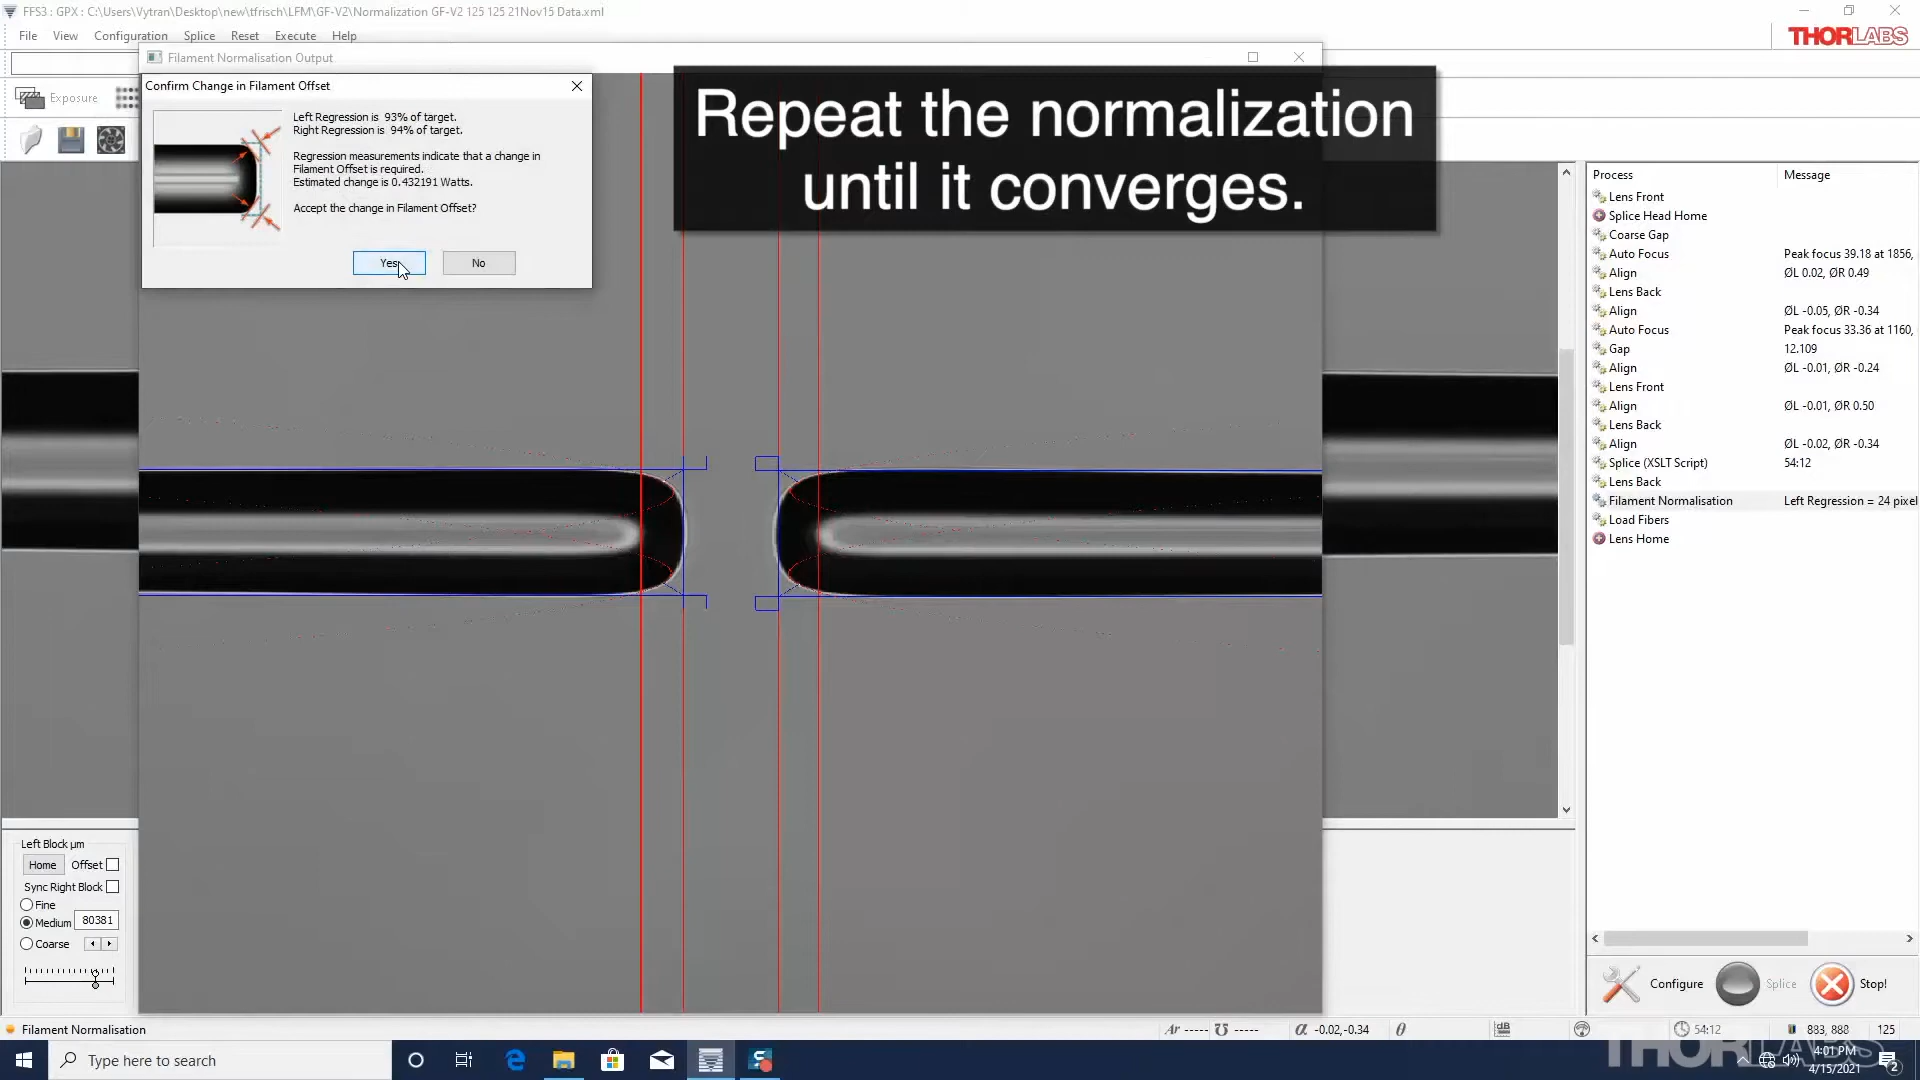 FFS3 : GPX : C:\Users\Vytran\Desktop\new\tfrisch\LFM\GF-V2\Normalization GF-V2 125 125 21Nov15 Data.xml
File View Configuration Splice Reset Execute Help
THORLABS
Filament Normalisation Output
Exposure
Confirm Change in Filament Offset
Left Regression is 93% of target.
Right Regression is 94% of target.
Regression measurements indicate that a change in
Filament Offset is required.
Estimated change is 0.432191 Watts.
Accept the change in Filament Offset?
Yes No
Repeat the normalization
until it converges.
Process Message
Lens Front
Splice Head Home
Coarse Gap
Auto Focus Peak focus 39.18 at 1856,
Align ØL 0.02, ØR 0.49
Lens Back
Align ØL -0.05, ØR -0.34
Auto Focus Peak focus 33.36 at 1160,
Gap 12.109
Align ØL -0.01, ØR -0.24
Lens Front
Align ØL -0.01, ØR 0.50
Lens Back
Align ØL -0.02, ØR -0.34
Splice (XSLT Script) 54:12
Lens Back
Filament Normalisation Left Regression = 24 pixel
Load Fibers
Lens Home
Left Block µm
Home Offset
Sync Right Block
Fine
Medium 80381
Coarse
Configure Splice Stop!
Filament Normalisation
Ar ----- ℧ ----- α -0.02,-0.34 θ dB 54:12 883, 888 125
Type here to search
THORLABS
4:01 PM
4/15/2021
2